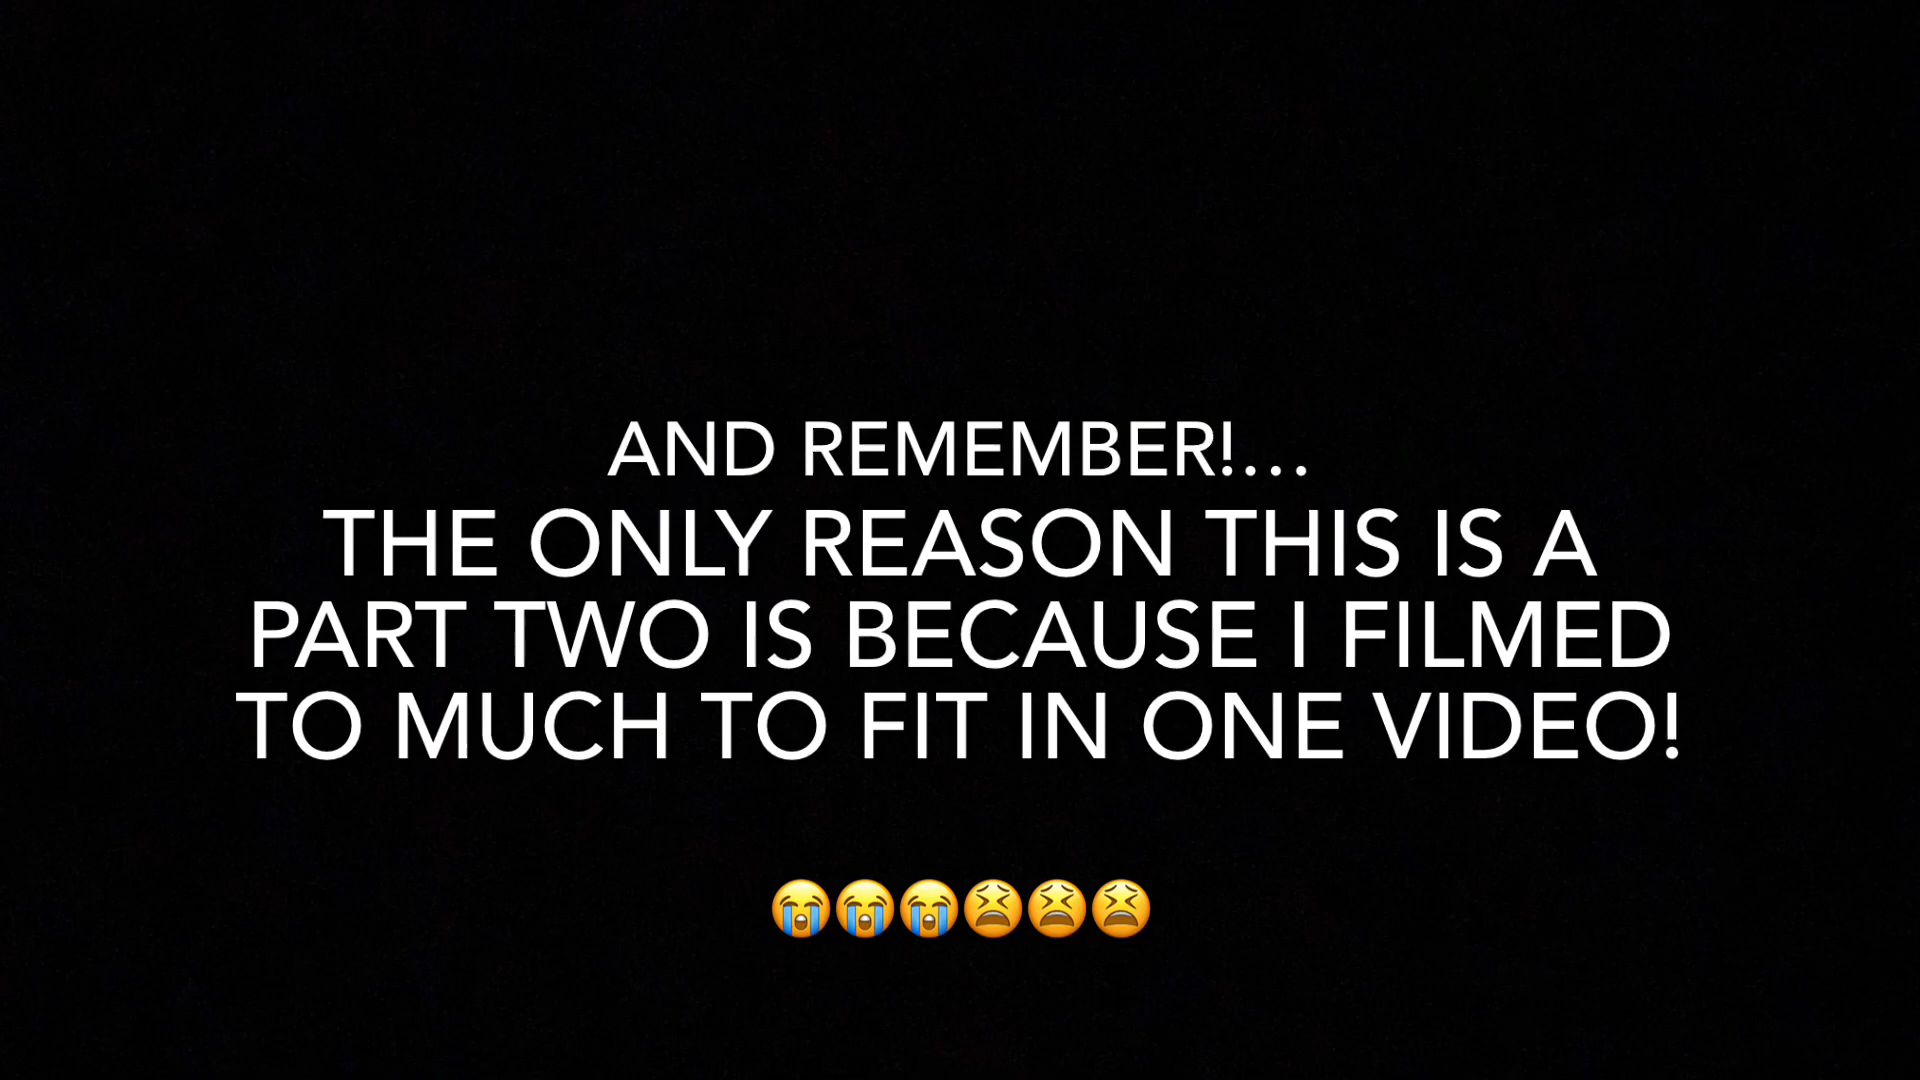 AND REMEMBER!...
THE ONLY REASON THIS IS A
PART TWO IS BECAUSE I FILMED
TO MUCH TO FIT IN ONE VIDEO!
😭😭😭😫😫😫